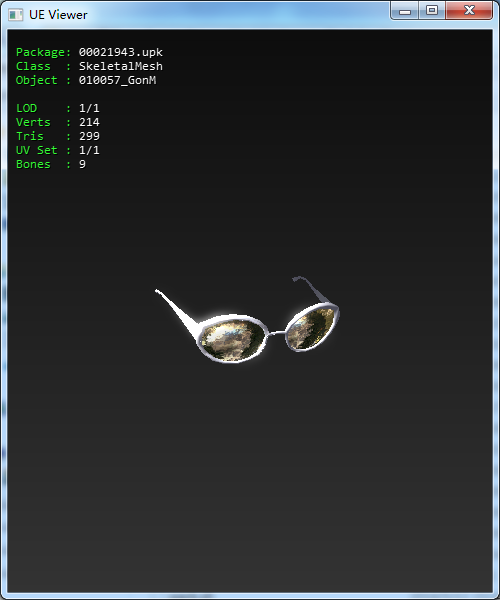 UE Viewer
Package: 00021943.upk
Class : SkeletalMesh
Object : 010057_GonM
LOD : 1/1
Verts : 214
Tris : 299
UV Set : 1/1
Bones : 9